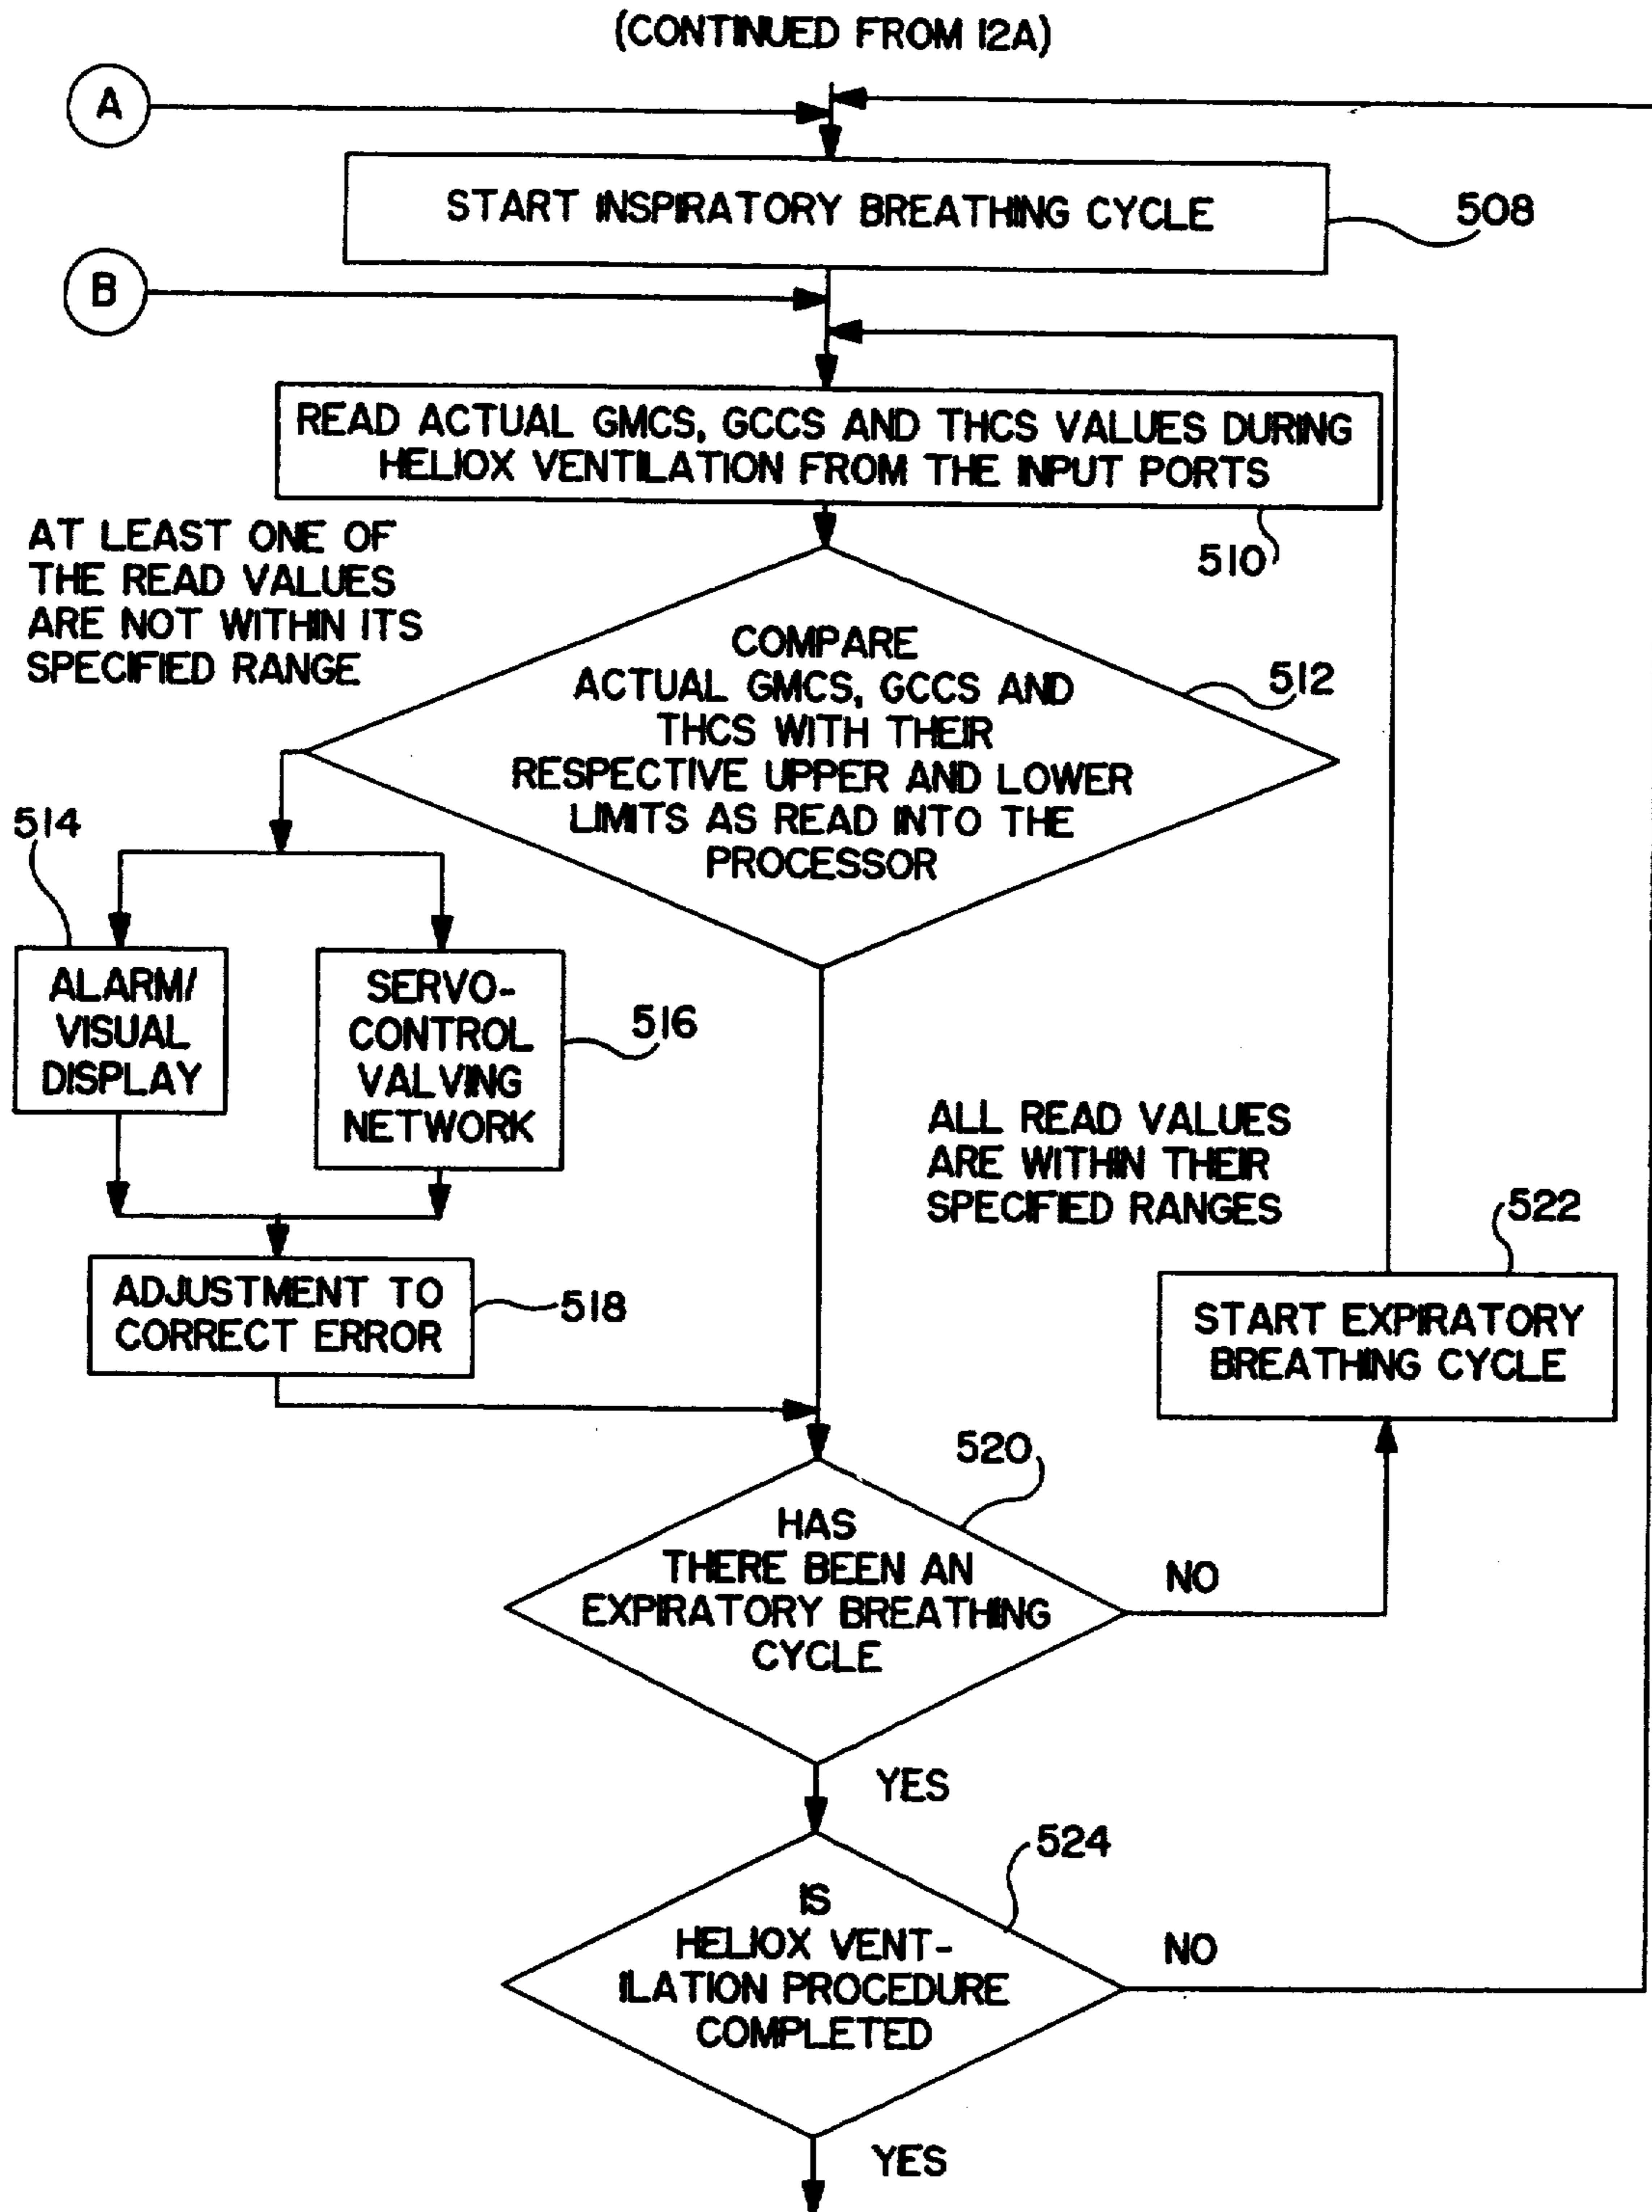 (CONTINUED FROM 12A)
A
START INSPIRATORY BREATHING CYCLE
508
B
READ ACTUAL GMCS, GCCS AND THCS VALUES DURING
HELIOX VENTILATION FROM THE INPUT PORTS
510
AT LEAST ONE OF
THE READ VALUES
ARE NOT WITHIN ITS
SPECIFIED RANGE
COMPARE
ACTUAL GMCS, GCCS AND
THCS WITH THEIR
RESPECTIVE UPPER AND LOWER
LIMITS AS READ INTO THE
PROCESSOR
512
514
ALARM/
VISUAL
DISPLAY
SERVO-
CONTROL
VALVING
NETWORK
516
ALL READ VALUES
ARE WITHIN THEIR
SPECIFIED RANGES
522
START EXPIRATORY
BREATHING CYCLE
ADJUSTMENT TO
CORRECT ERROR
518
520
HAS
THERE BEEN AN
EXPIRATORY BREATHING
CYCLE
NO
YES
524
IS
HELIOX VENT-
ILATION PROCEDURE
COMPLETED
NO
YES